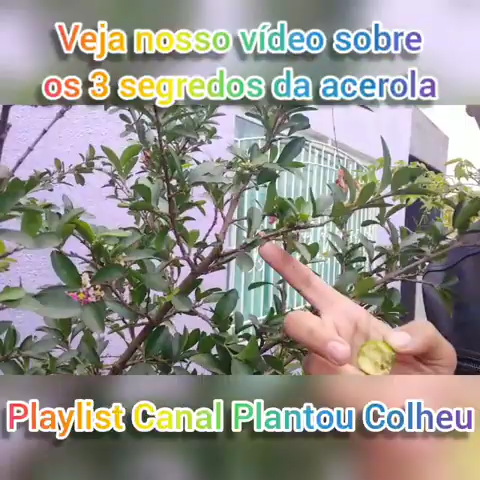 Veja nosso vídeo sobre
os 3 segredos da acerola
Playlist Canal Plantou Colheu